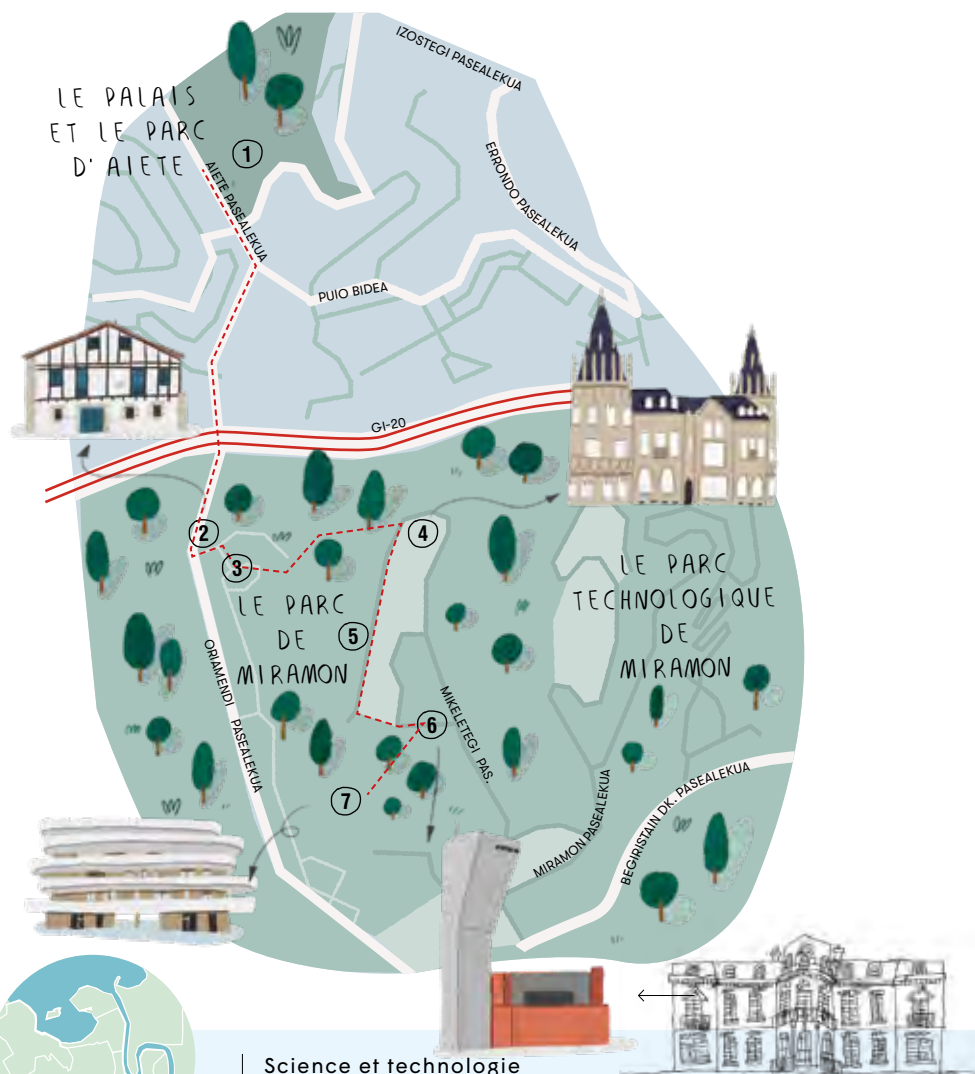 IZOSTEGI PASEALEKUA
LE PALAIS
ET LE PARC
D'AIETE
1
AIETE PASEALEKUA
ERRONDO PASEALEKUA
PUIO BIDEA
GI-20
2
3
4
LE PARC
DE
MIRAMON
5
LE PARC
TECHNOLOGIQUE
DE
MIRAMON
ORIAMENDI PASEALEKUA
MIKELETEGI PAS.
6
7
MIRAMON PASEALEKUA
BEGIRISTAIN DK. PASEALEKUA
Science et technologie